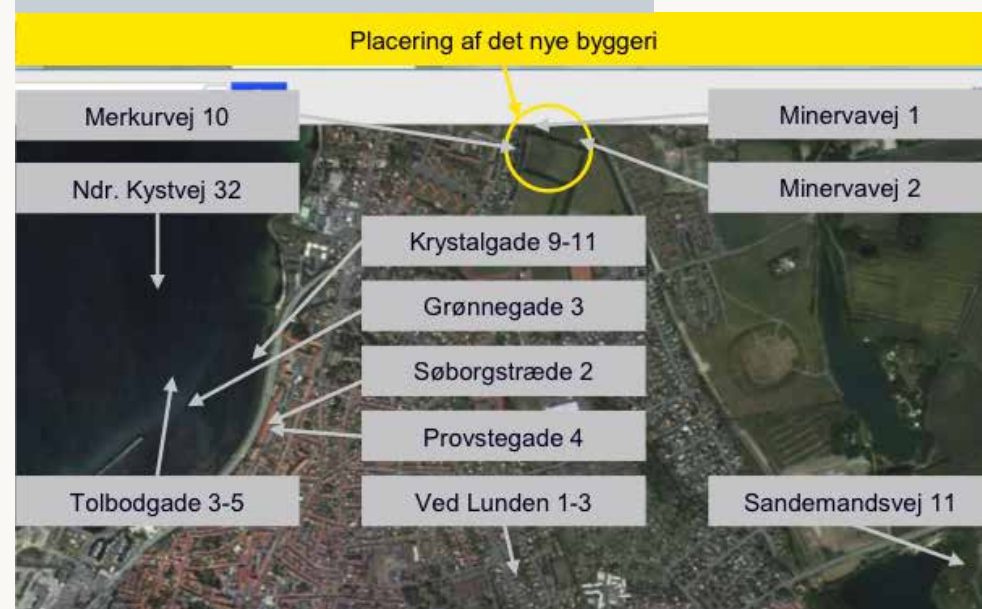 Placering af det nye byggeri
Merkurvej 10
Minervavej 1
Ndr. Kystvej 32
Minervavej 2
Krystalgade 9-11
Grønnegade 3
Søborgstræde 2
Provstegade 4
Tolbodgade 3-5
Ved Lunden 1-3
Sandemandsvej 11